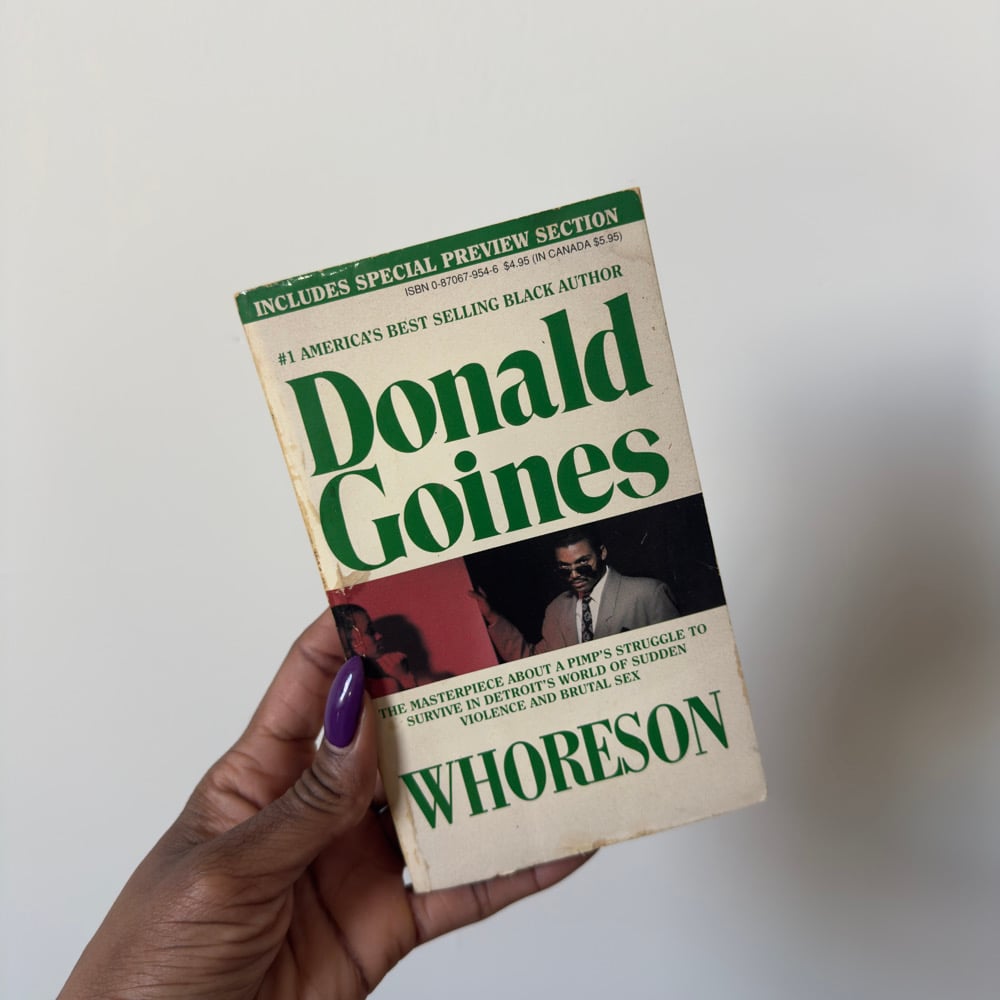 INCLUDES SPECIAL PREVIEW SECTION
ISBN 0-87067-954-6 $4.95 (IN CANADA $5.95)
#1 AMERICA'S BEST SELLING BLACK AUTHOR
Donald
Goines
THE MASTERPIECE ABOUT A PIMP'S STRUGGLE TO
SURVIVE IN DETROIT'S WORLD OF SUDDEN
VIOLENCE AND BRUTAL SEX
WHORESON